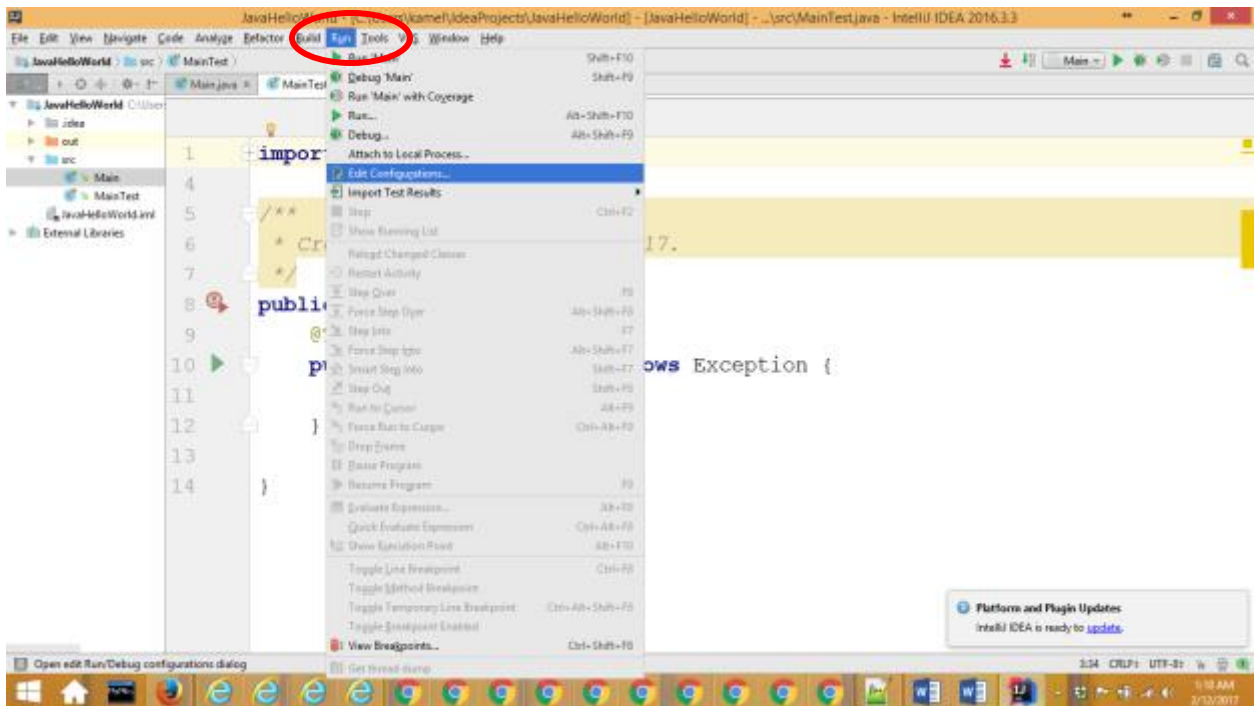 JavaHelloWorld - [C:\Users\kamel\IdeaProjects\JavaHelloWorld] - [JavaHelloWorld] - ...\src\MainTest.java - IntelliJ IDEA 2016.3.3
File Edit View Navigate Code Analyze Refactor Build Run Tools VCS Window Help
JavaHelloWorld src MainTest
Main
Main.java MainTest
JavaHelloWorld C:\User
.idea
out
src
Main
MainTest
JavaHelloWorld.iml
External Libraries
Run 'Main' Shift+F10
Debug 'Main' Shift+F9
Run 'Main' with Coverage
Run... Alt+Shift+F10
Debug... Alt+Shift+F9
Attach to Local Process...
Edit Configurations...
Import Test Results
Stop Ctrl+F2
Show Running List
Reload Changed Classes
Restart Activity
Step Over F8
Force Step Over Alt+Shift+F8
Step Into F7
Force Step Into Alt+Shift+F7
Smart Step Into Shift+F7
Step Out Shift+F8
Run to Cursor Alt+F9
Force Run to Cursor Ctrl+Alt+F9
Drop Frame
Pause Program
Resume Program F9
Evaluate Expression... Alt+F8
Quick Evaluate Expression Ctrl+Alt+F8
Show Execution Point Alt+F10
Toggle Line Breakpoint Ctrl+F8
Toggle Method Breakpoint
Toggle Temporary Line Breakpoint Ctrl+Alt+Shift+F8
Toggle Breakpoint Enabled
View Breakpoints... Ctrl+Shift+F8
Get thread dump
1 impor
4
5 /**
6 * Cr 17.
7 */
8 publi
9 @
10 p ows Exception {
11
12 }
13
14 }
Platform and Plugin Updates
IntelliJ IDEA is ready to update.
Open edit Run/Debug configurations dialog
3:34 CRLF UTF-8
1:10 AM
2/12/2017